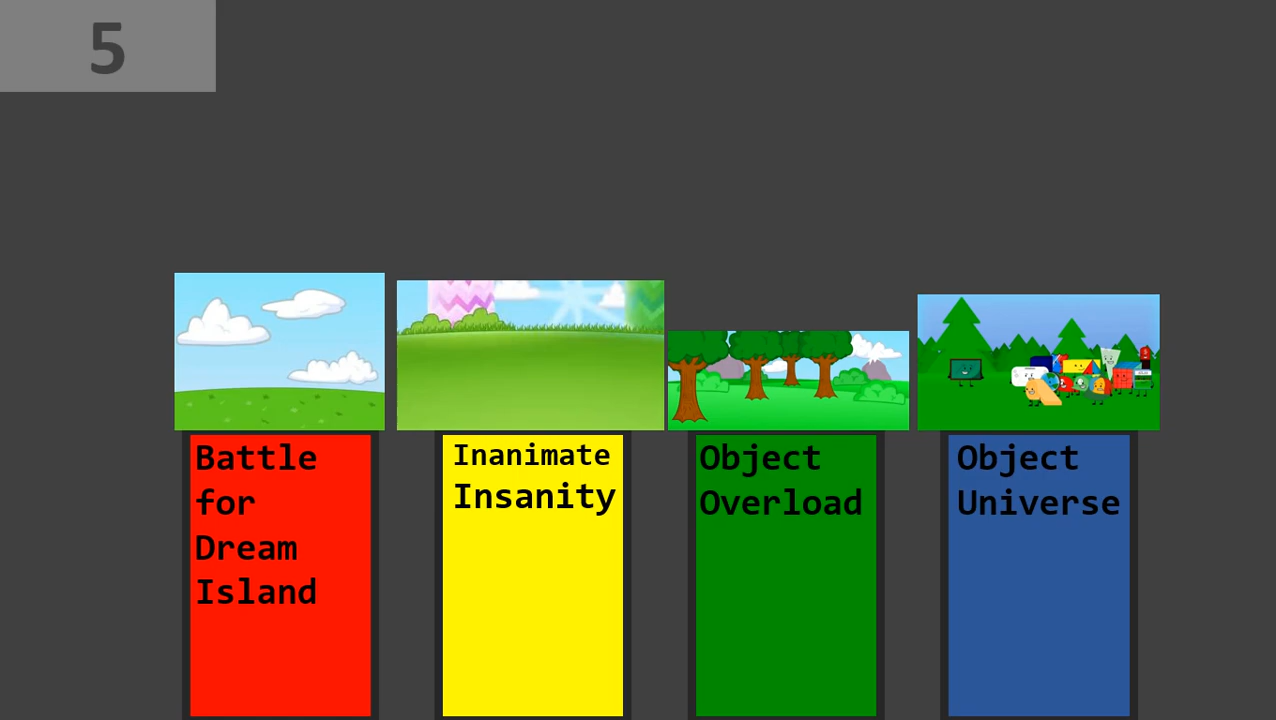 5
Battle
for
Dream
Island
Inanimate
Insanity
Object
Overload
Object
Universe